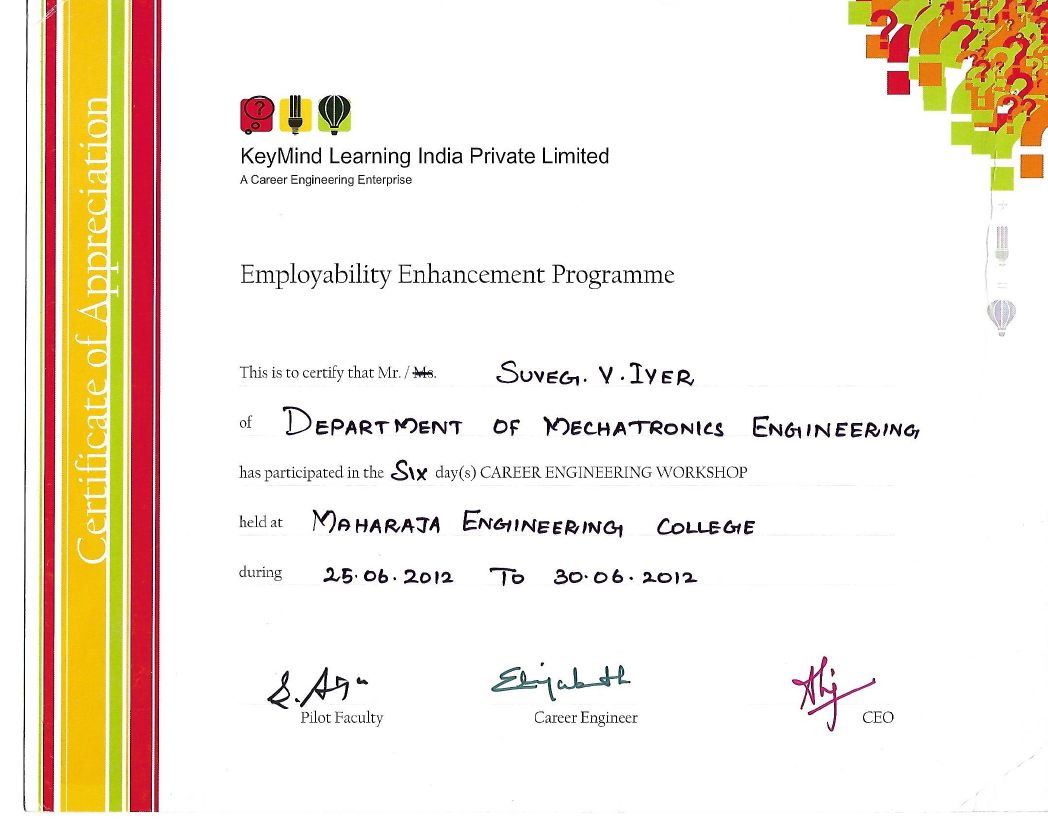 Certificate of Appreciation
KeyMind Learning India Private Limited
A Career Engineering Enterprise
Employability Enhancement Programme
This is to certify that Mr. / Ms. SUVEG. V. IYER
of DEPARTMENT OF MECHATRONICS ENGINEERING
has participated in the SIX day(s) CAREER ENGINEERING WORKSHOP
held at MAHARAJA ENGINEERING COLLEGE
during 25.06.2012 TO 30.06.2012
Elizabeth
Pilot Faculty Career Engineer CEO